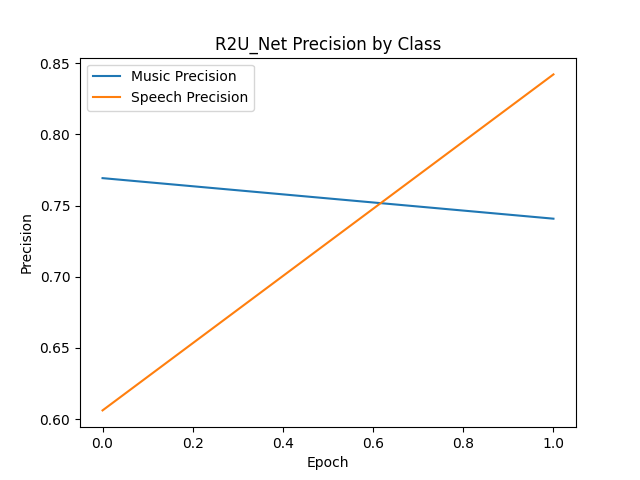 R2U_Net Precision by Class
Music Precision
Speech Precision
Precision
0.85
0.80
0.75
0.70
0.65
0.60
0.0 0.2 0.4 0.6 0.8 1.0
Epoch